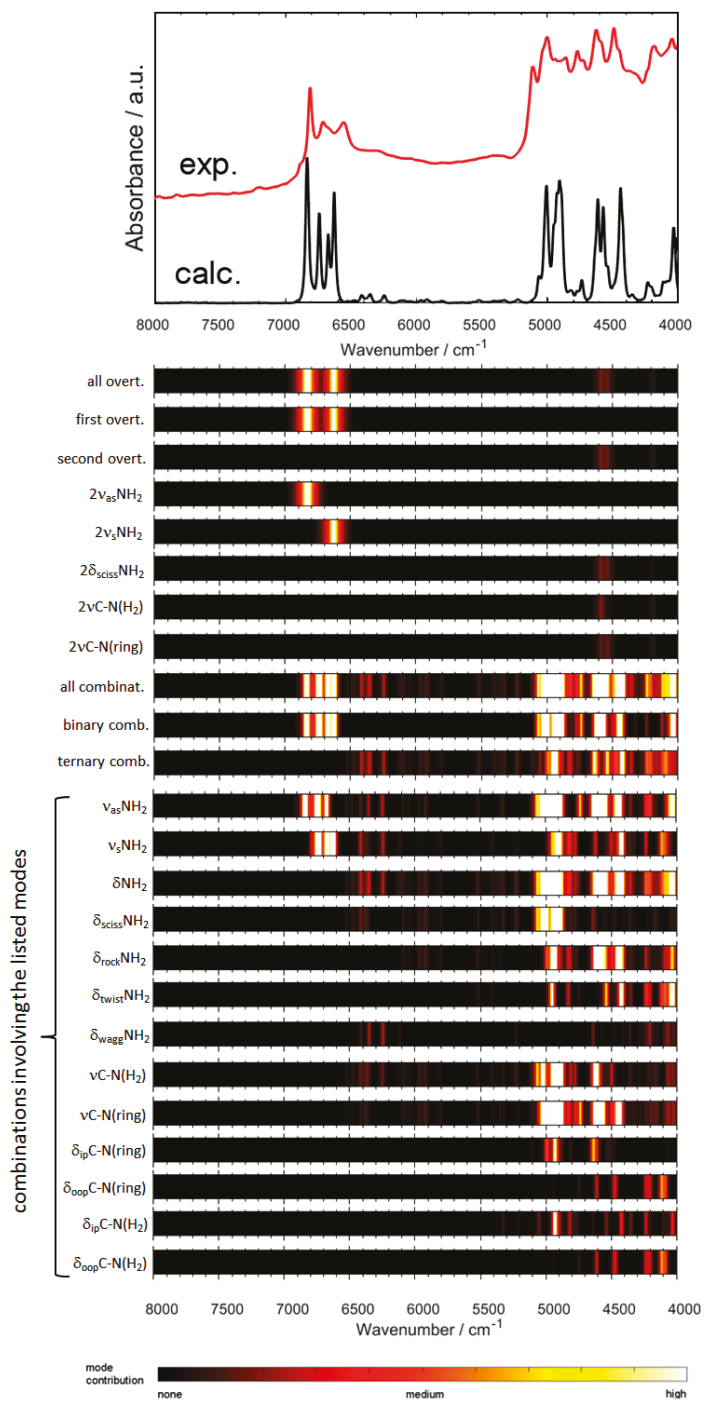 Absorbance / a.u.
exp.
calc.
8000 7500 7000 6500 6000 5500 5000 4500 4000
Wavenumber / cm⁻¹
all overt.
first overt.
second overt.
2νasNH₂
2νsNH₂
2δscissNH₂
2νC-N(H₂)
2νC-N(ring)
all combinat.
binary comb.
ternary comb.
combinations involving the listed modes
νasNH₂
νsNH₂
δNH₂
δscissNH₂
δrockNH₂
δtwistNH₂
δwaggNH₂
νC-N(H₂)
νC-N(ring)
δipC-N(ring)
δoopC-N(ring)
δipC-N(H₂)
δoopC-N(H₂)
8000 7500 7000 6500 6000 5500 5000 4500 4000
Wavenumber / cm⁻¹
mode
contribution
none medium high